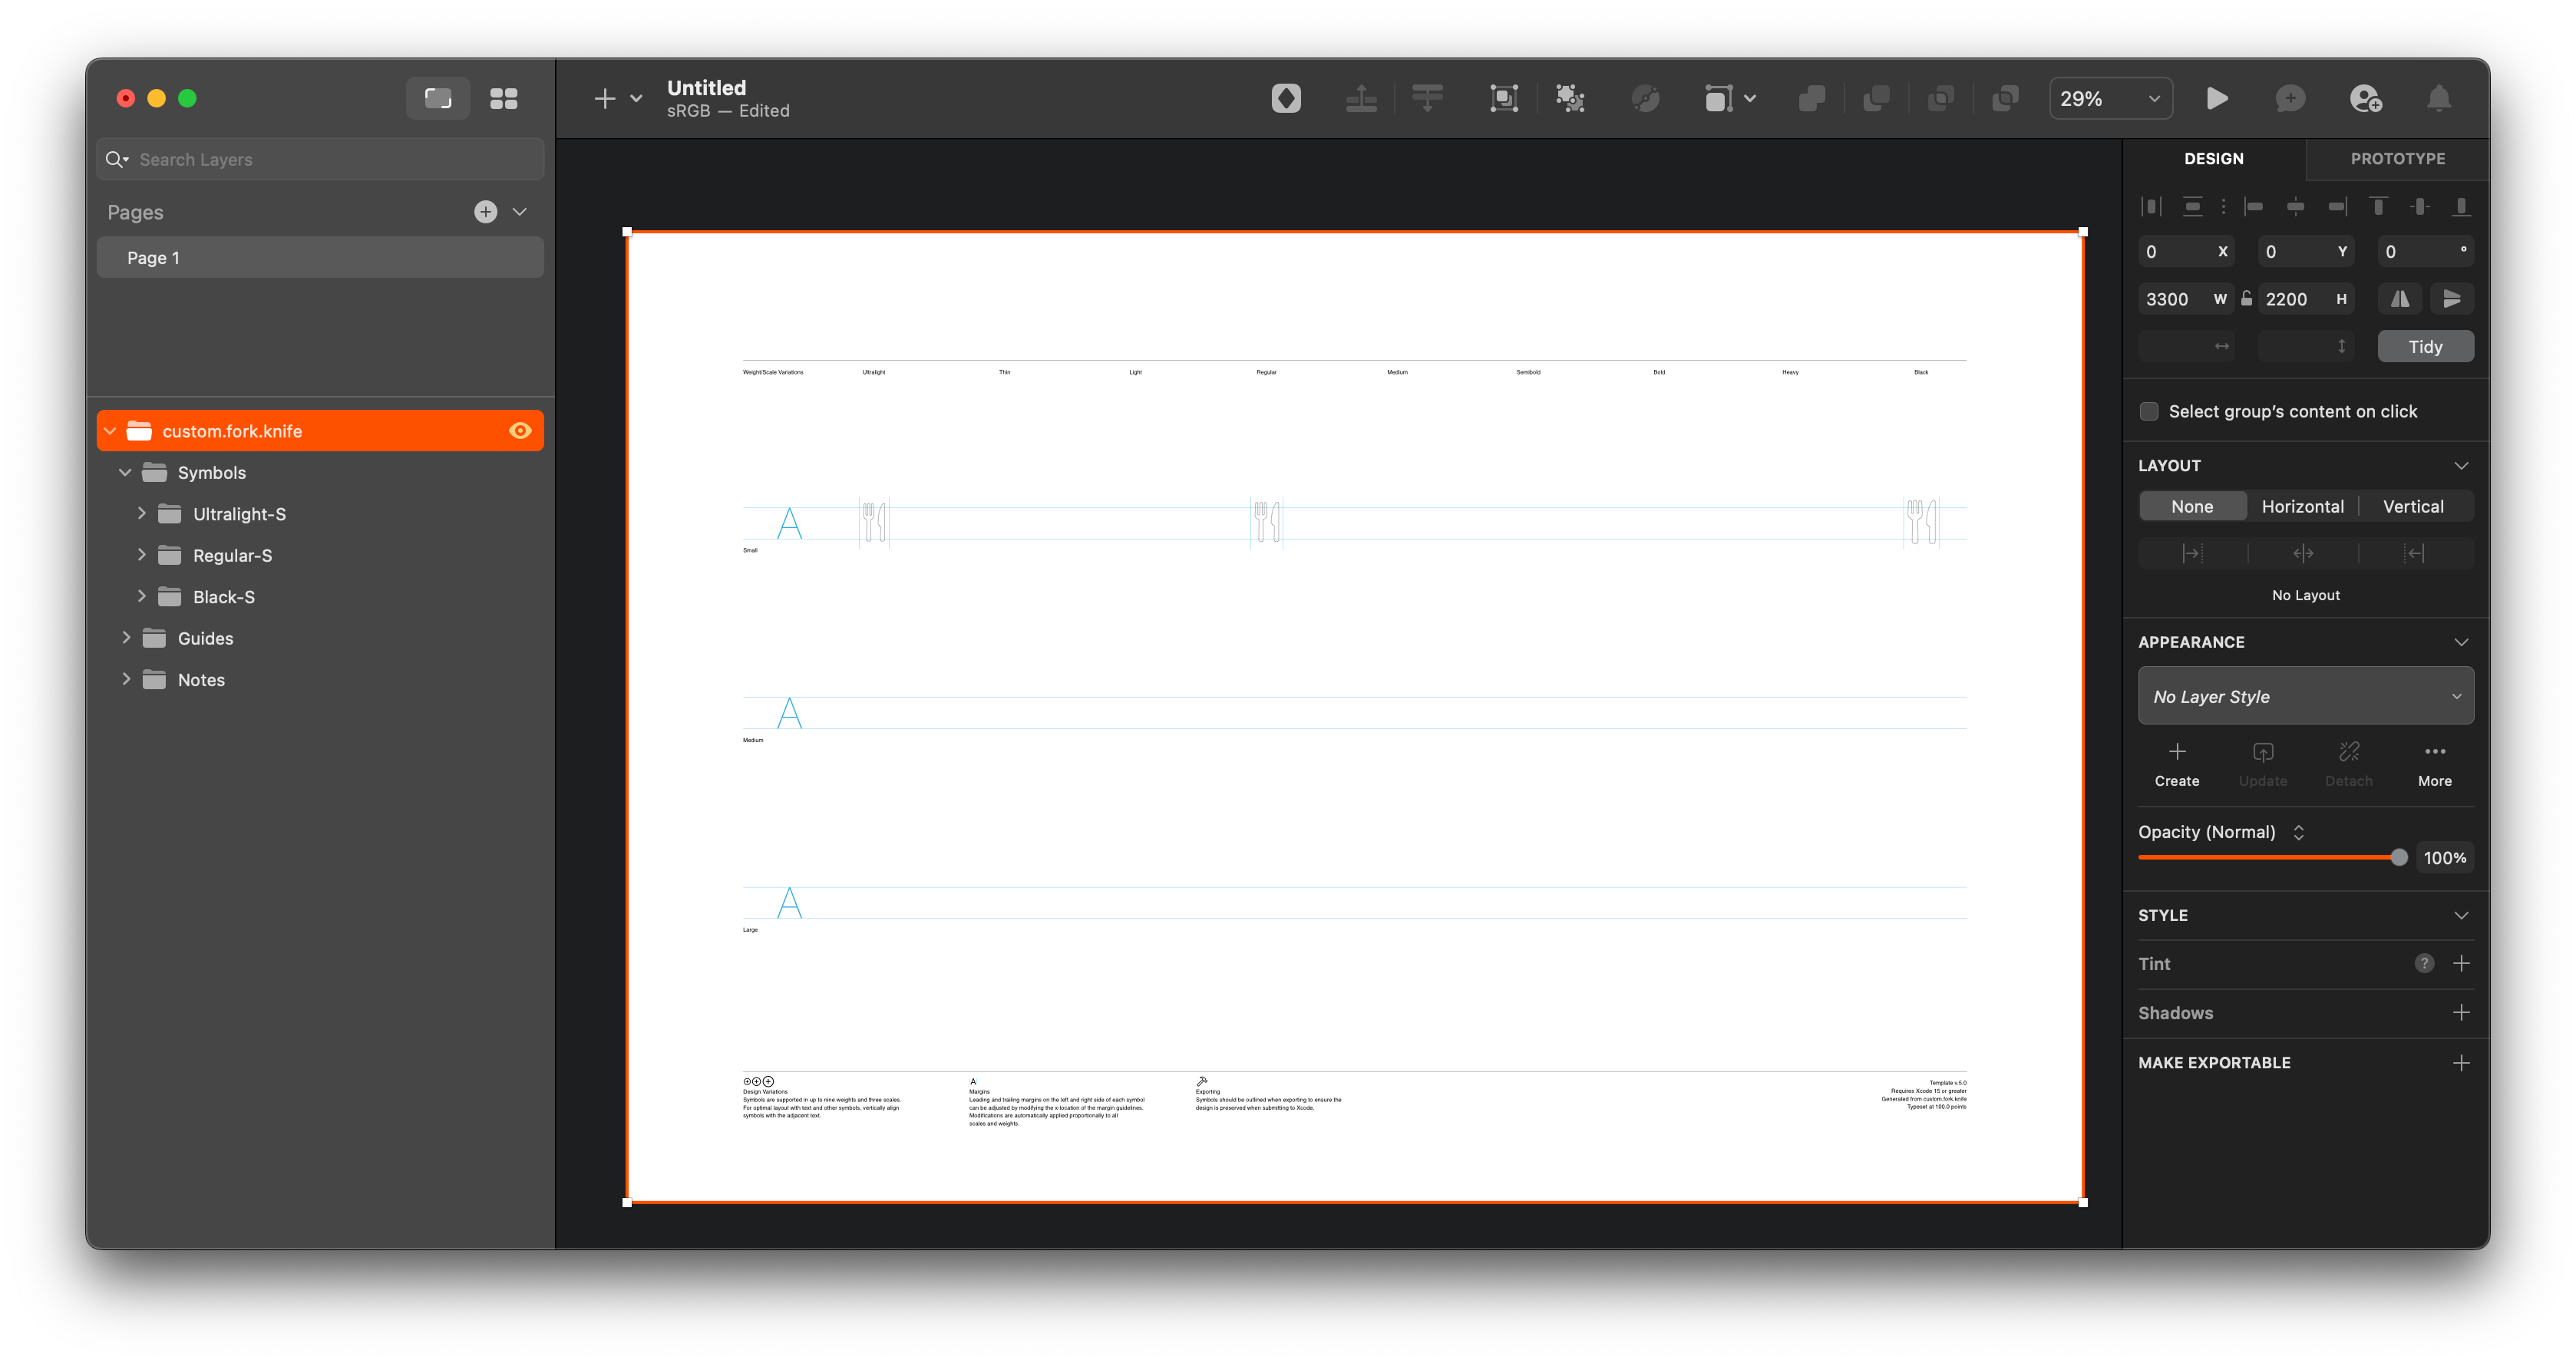 Untitled
sRGB — Edited
29%
Search Layers
Pages
Page 1
custom.fork.knife
Symbols
Ultralight-S
Regular-S
Black-S
Guides
Notes
Weight/Scale Variations
Ultralight
Thin
Light
Regular
Medium
Semibold
Bold
Heavy
Black
A
Small
A
Medium
A
Large
Design Variations
Symbols are supported in up to nine weights and three scales.
For optimal layout with text and other symbols, vertically align
symbols with the adjacent text.
A
Margins
Leading and trailing margins on the left and right side of each symbol
can be adjusted by modifying the x-location of the margin guidelines.
Modifications are automatically applied proportionally to all
scales and weights.
Exporting
Symbols should be outlined when exporting to ensure the
design is preserved when submitting to Xcode.
Template v.5.0
Requires Xcode 15 or greater
Generated from custom.fork.knife
Typeset at 100.0 points
DESIGN
PROTOTYPE
0 X 0 Y 0 °
3300 W 2200 H
Tidy
Select group’s content on click
LAYOUT
None Horizontal Vertical
No Layout
APPEARANCE
No Layer Style
Create Update Detach More
Opacity (Normal)
100%
STYLE
Tint ?
Shadows
MAKE EXPORTABLE